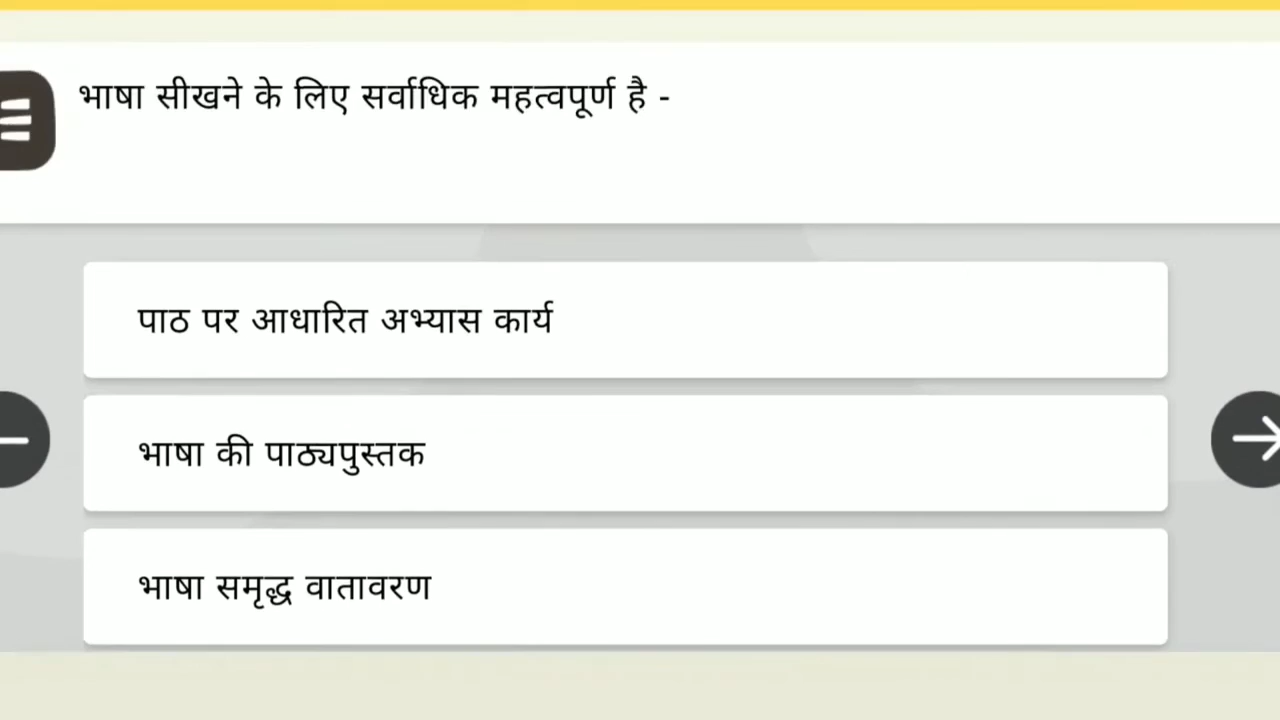 भाषा सीखने के लिए सर्वाधिक महत्वपूर्ण है -
पाठ पर आधारित अभ्यास कार्य
भाषा की पाठ्यपुस्तक
भाषा समृद्ध वातावरण